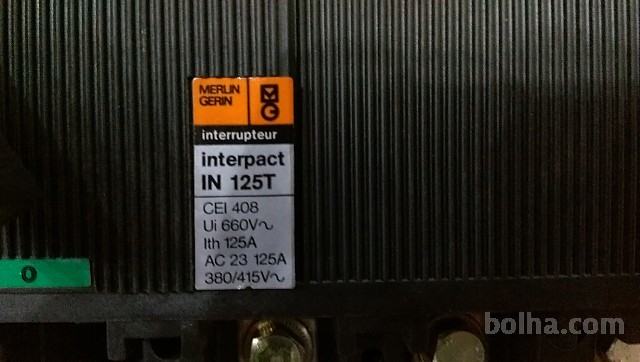 MERLIN
GERIN
interrupteur
interpact
IN 125T
CEI 408
Ui 660V~
Ith 125A
AC 23 125A
380/415V~
O
bolha.com